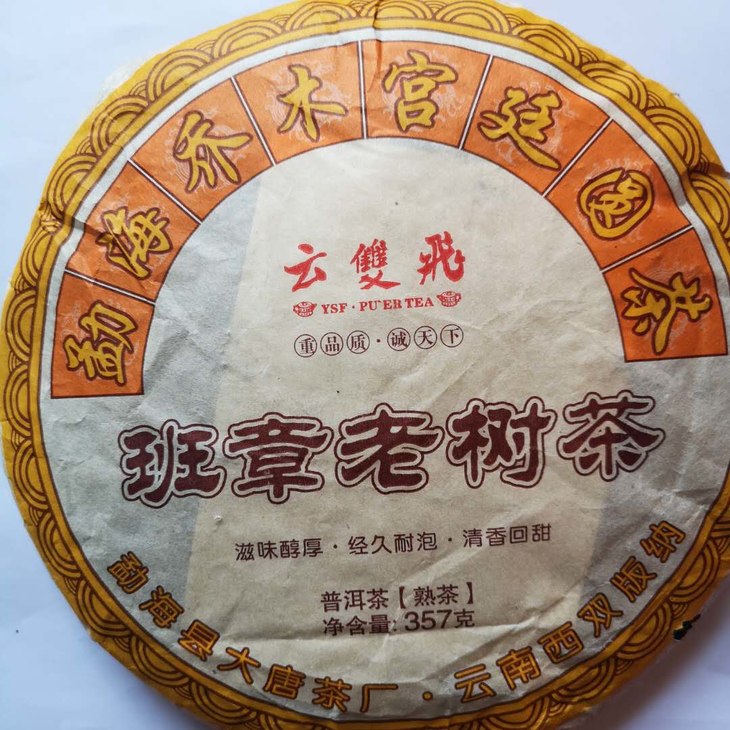 勐海乔木宫廷圆茶
云雙飛
YSF·PU'ER TEA
重品质·诚天下
班章老树茶
滋味醇厚·经久耐泡·清香回甜
普洱茶【熟茶】
净含量:357克
勐海县大唐茶厂·云南西双版纳